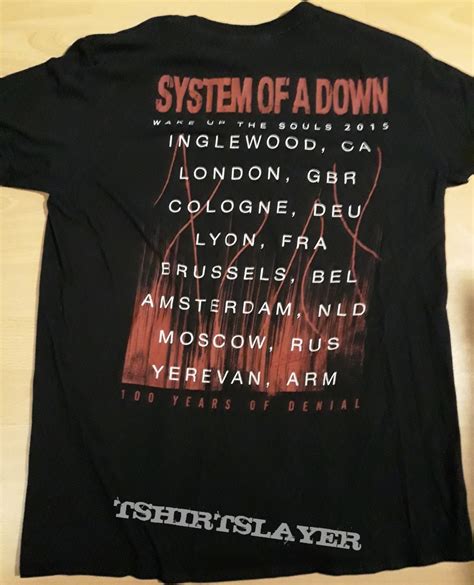 SYSTEM OF A DOWN
WAKE UP THE SOULS 2015
INGLEWOOD, CA
LONDON, GBR
COLOGNE, DEU
LYON, FRA
BRUSSELS, BEL
AMSTERDAM, NLD
MOSCOW, RUS
YEREVAN, ARM
100 YEARS OF DENIAL
TSHIRTSLAYER